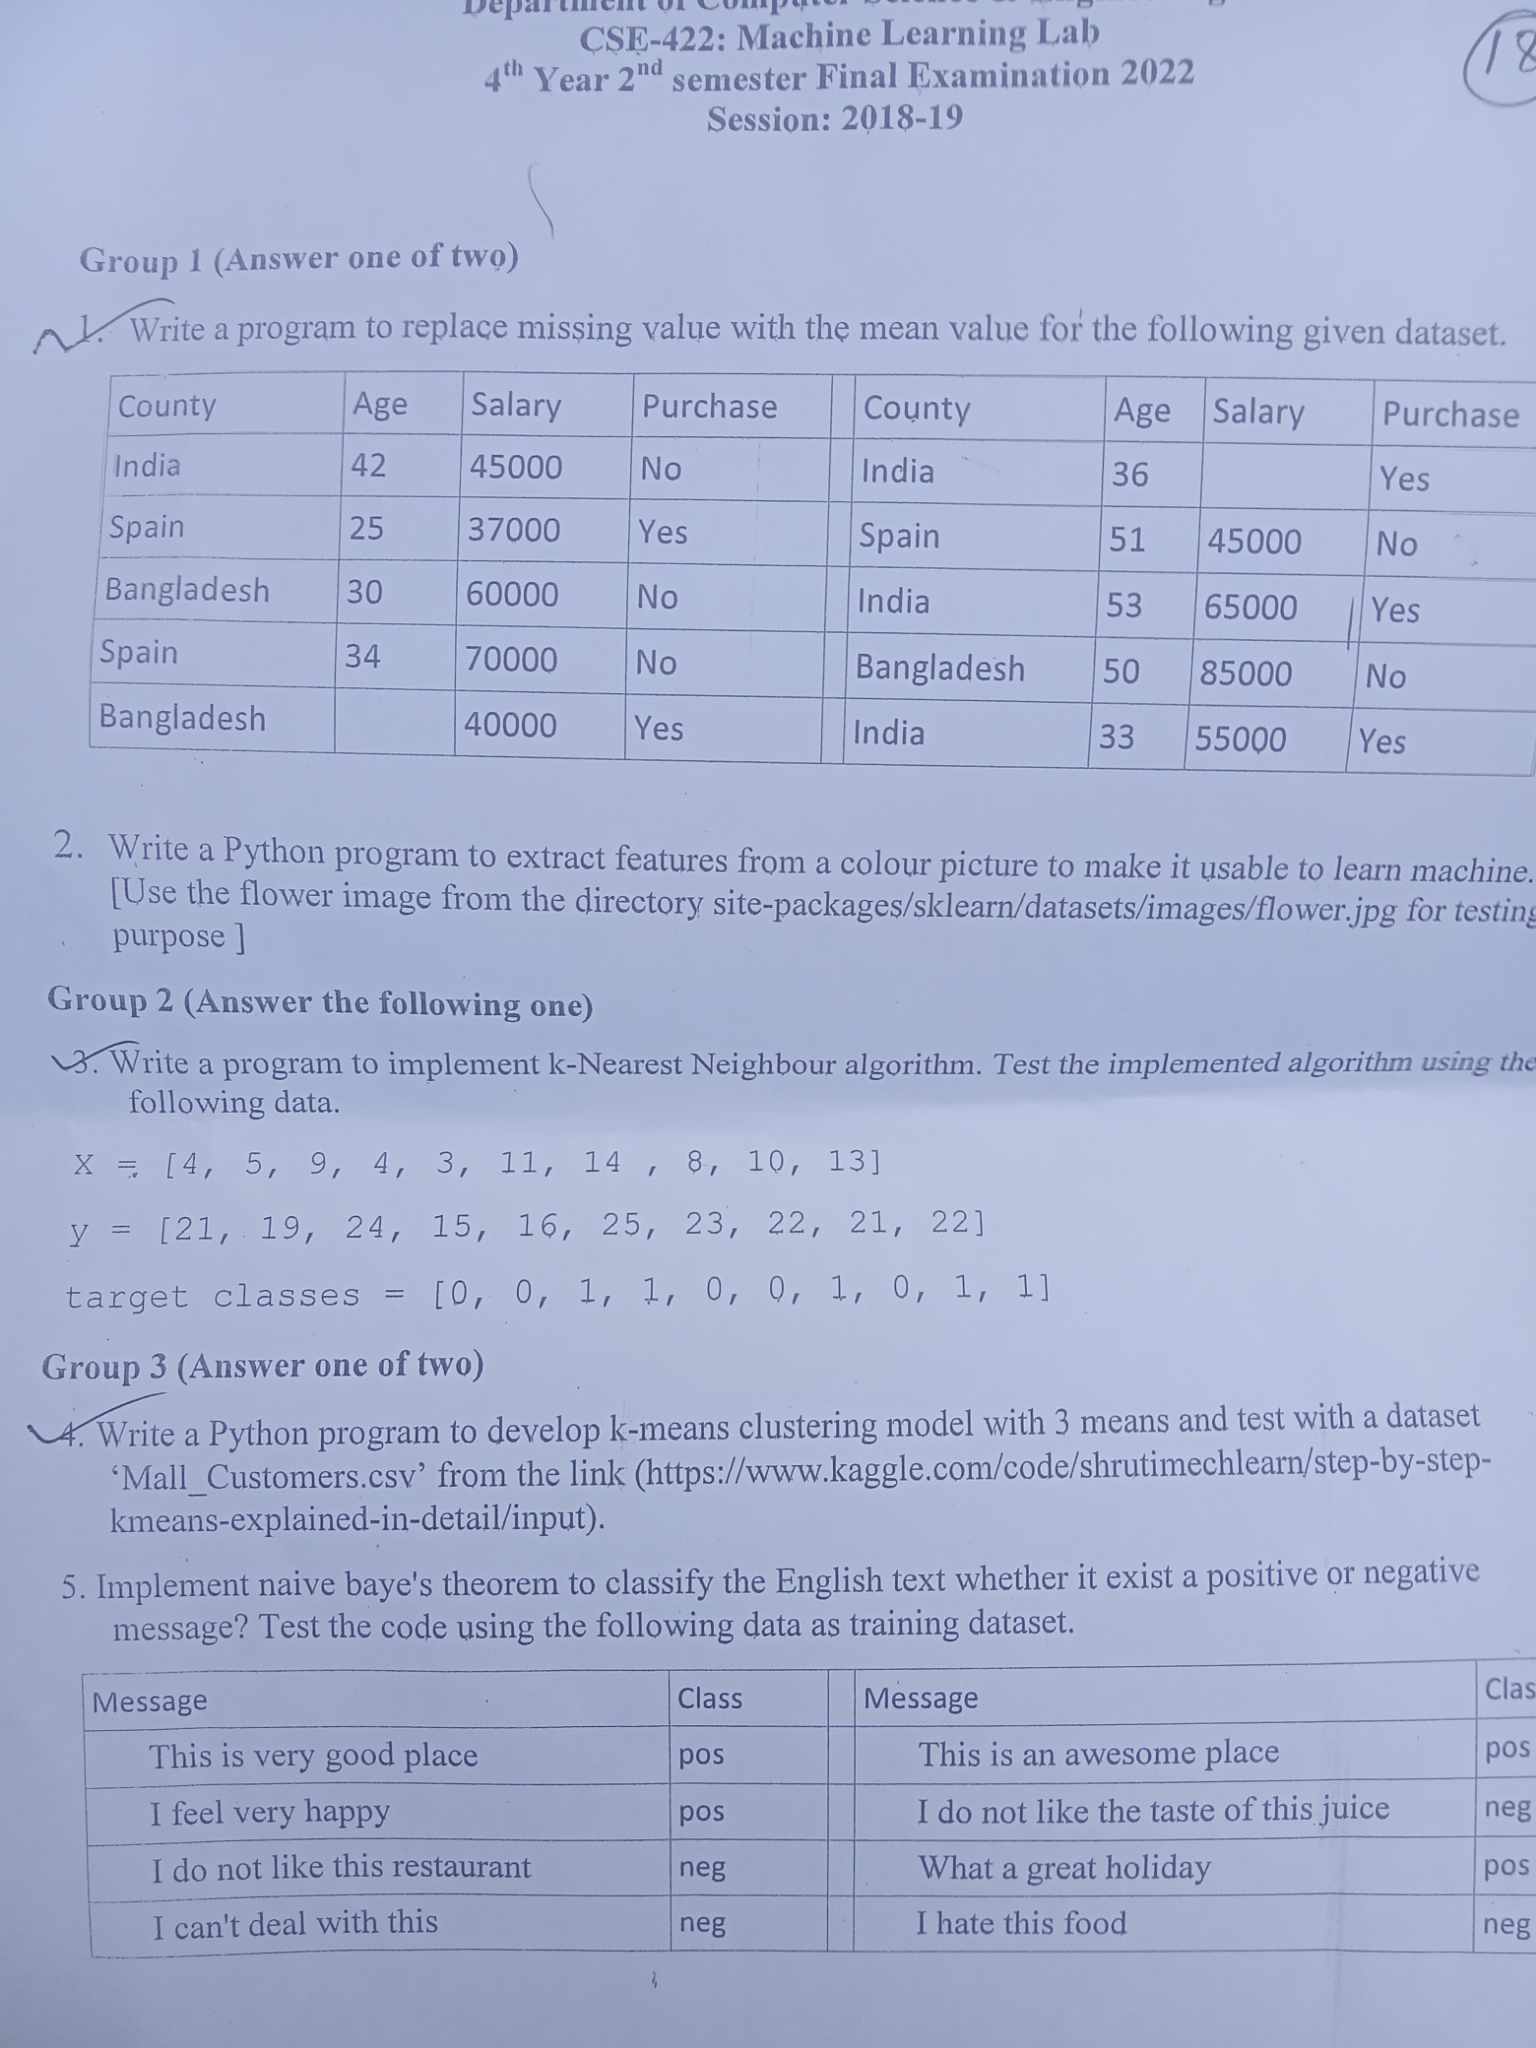 Department of Computer Science & Engineering
CSE-422: Machine Learning Lab
4th Year 2nd semester Final Examination 2022
Session: 2018-19
18
Group 1 (Answer one of two)
1. Write a program to replace missing value with the mean value for the following given dataset.
County Age Salary Purchase County Age Salary Purchase
India 42 45000 No India 36 Yes
Spain 25 37000 Yes Spain 51 45000 No
Bangladesh 30 60000 No India 53 65000 Yes
Spain 34 70000 No Bangladesh 50 85000 No
Bangladesh 40000 Yes India 33 55000 Yes
2. Write a Python program to extract features from a colour picture to make it usable to learn machine.
[Use the flower image from the directory site-packages/sklearn/datasets/images/flower.jpg for testing
purpose ]
Group 2 (Answer the following one)
3. Write a program to implement k-Nearest Neighbour algorithm. Test the implemented algorithm using the
following data.
X = [4, 5, 9, 4, 3, 11, 14 , 8, 10, 13]
y = [21, 19, 24, 15, 16, 25, 23, 22, 21, 22]
target classes = [0, 0, 1, 1, 0, 0, 1, 0, 1, 1]
Group 3 (Answer one of two)
4. Write a Python program to develop k-means clustering model with 3 means and test with a dataset
‘Mall_Customers.csv’ from the link (https://www.kaggle.com/code/shrutimechlearn/step-by-step-
kmeans-explained-in-detail/input).
5. Implement naive baye's theorem to classify the English text whether it exist a positive or negative
message? Test the code using the following data as training dataset.
Message Class Message Clas
This is very good place pos This is an awesome place pos
I feel very happy pos I do not like the taste of this juice neg
I do not like this restaurant neg What a great holiday pos
I can't deal with this neg I hate this food neg